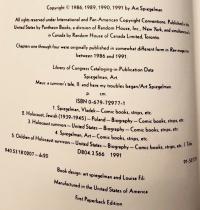 Copyright © 1986, 1989, 1990, 1991 by Art Spiegelman
All rights reserved under International and Pan-American Copyright Conventions. Published in the
United States by Pantheon Books, a division of Random House, Inc., New York, and simultaneously
in Canada by Random House of Canada Limited, Toronto.
Chapters one through four were originally published in somewhat different form in Raw magazine
between 1986 and 1991.
Library of Congress Cataloging-in-Publication Data
Spiegelman, Art.
Maus: a survivor's tale. II. and here my troubles began/Art Spiegelman.
p. cm.
ISBN 0-679-72977-1
1. Spiegelman, Vladek—Comic books, strips, etc.
2. Holocaust, Jewish (1939-1945)—Poland—Biography—Comic books, strips, etc.
3. Holocaust survivors—United States—Biography—Comic books, strips, etc.
4. Spiegelman, Art—Comic books, strips, etc.
5. Children of Holocaust survivors—United States—Biography—Comic books, strips, etc. I. Title.
D804.3 S66 1991
Book design: art spiegelman and Louise Fili
Manufactured in the United States of America
First Paperback Edition